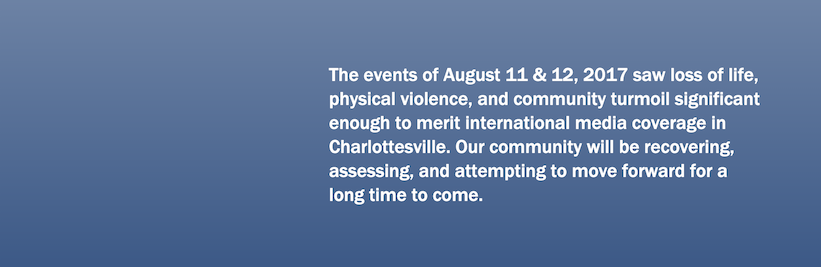 The events of August 11 & 12, 2017 saw loss of life,
physical violence, and community turmoil significant
enough to merit international media coverage in
Charlottesville. Our community will be recovering,
assessing, and attempting to move forward for a
long time to come.